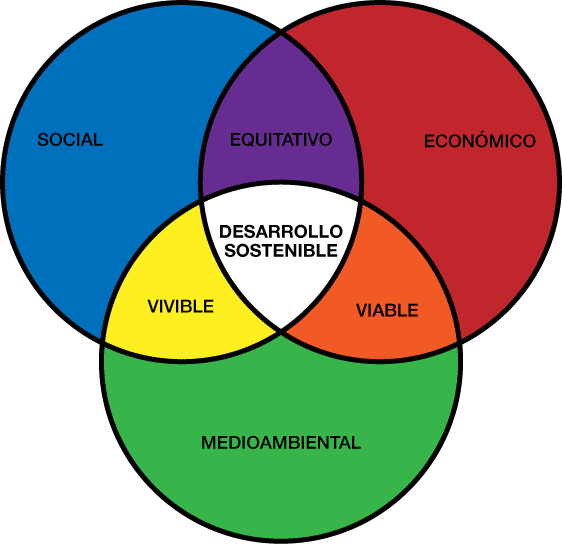 SOCIAL
EQUITATIVO
ECONÓMICO
DESARROLLO
SOSTENIBLE
VIVIBLE
VIABLE
MEDIOAMBIENTAL